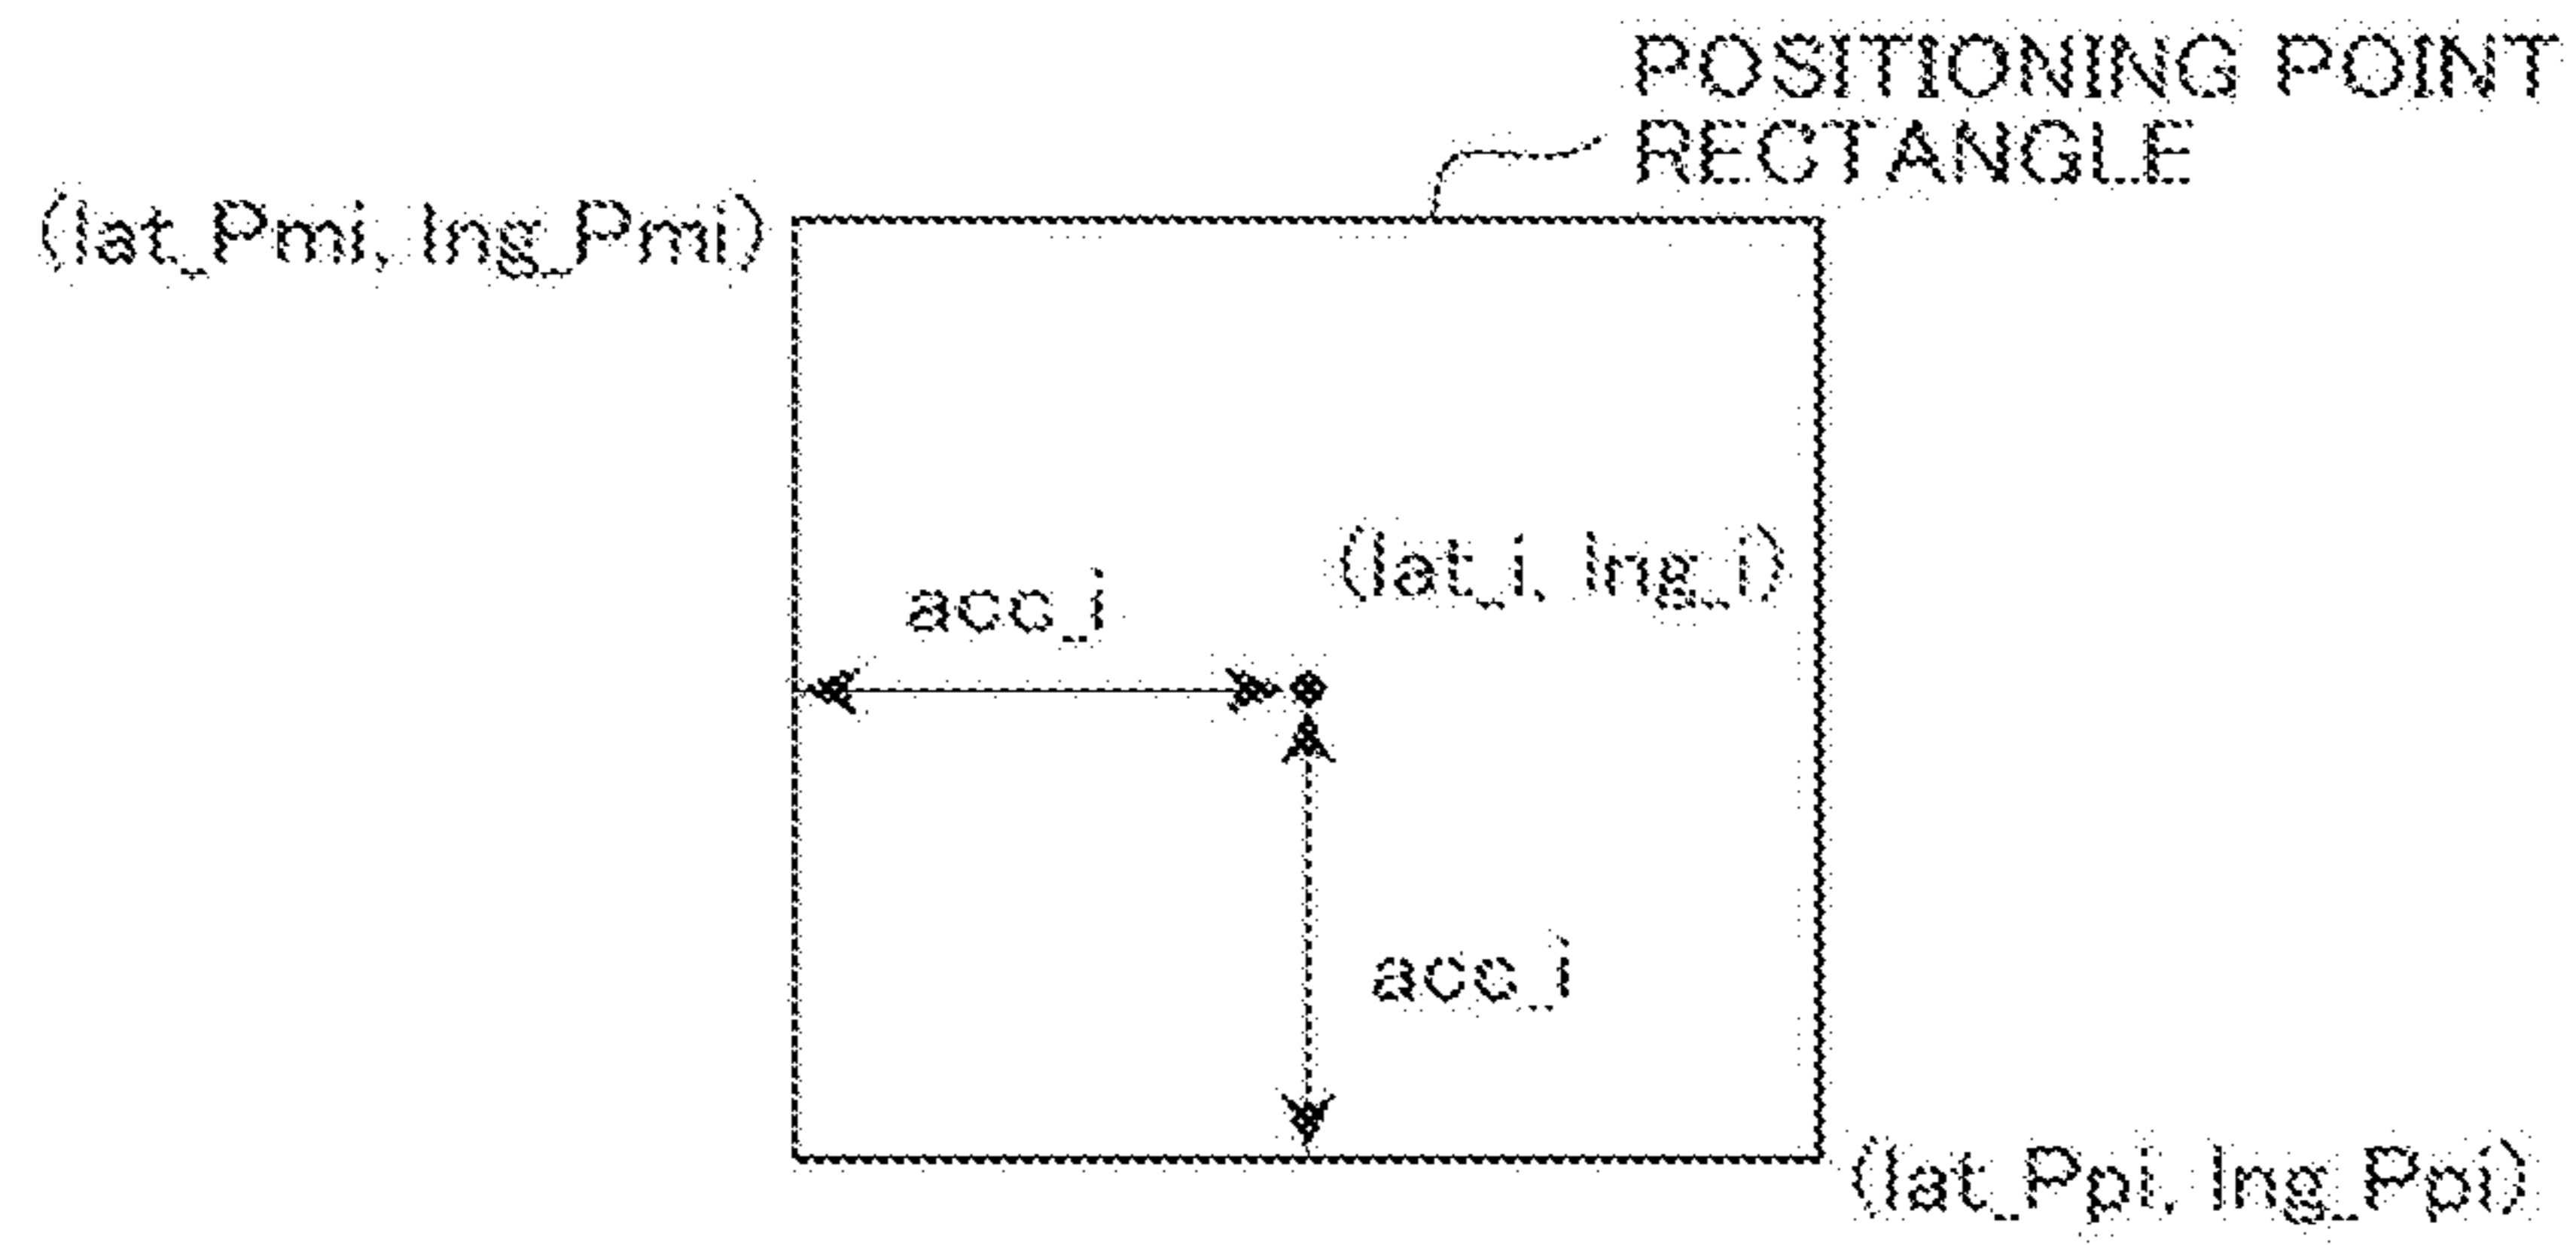 POSITIONING POINT
RECTANGLE
(lat_Pmi, lng_Pmi)
(lat_i, lng_i)
acc_i
acc_i
(lat_Ppi, lng_Ppi)